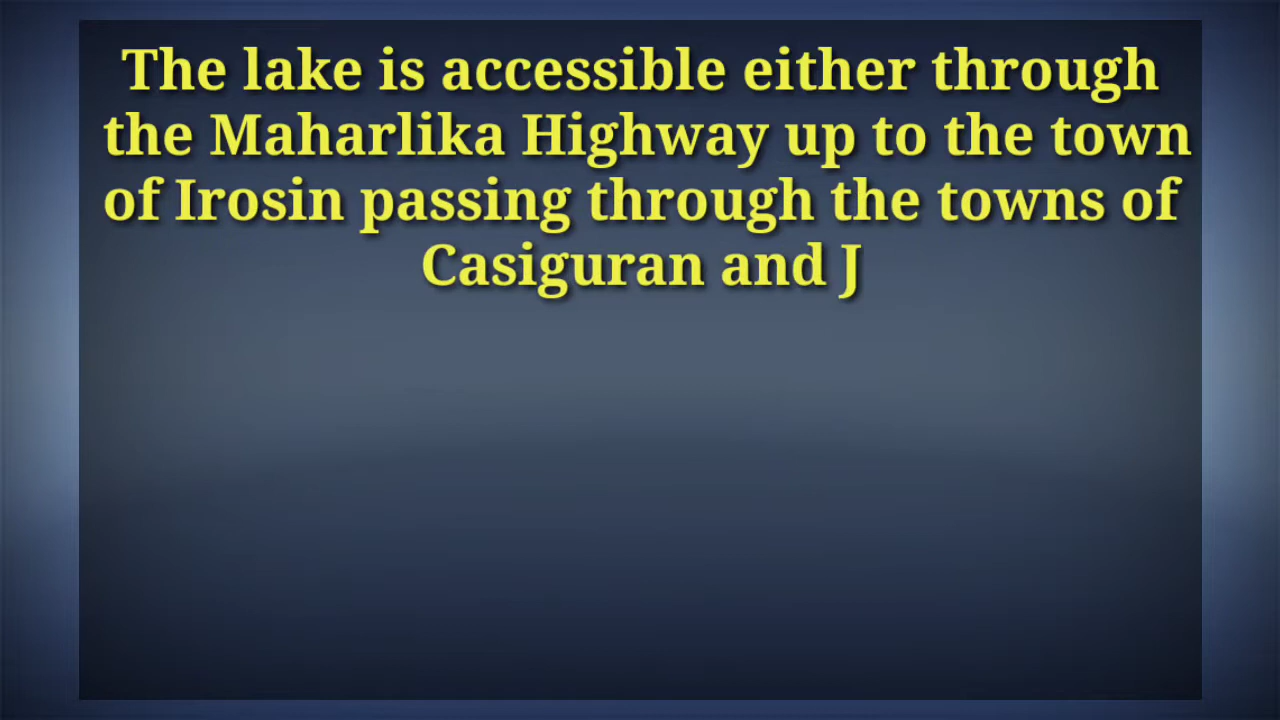 The lake is accessible either through
the Maharlika Highway up to the town
of Irosin passing through the towns of
Casiguran and J